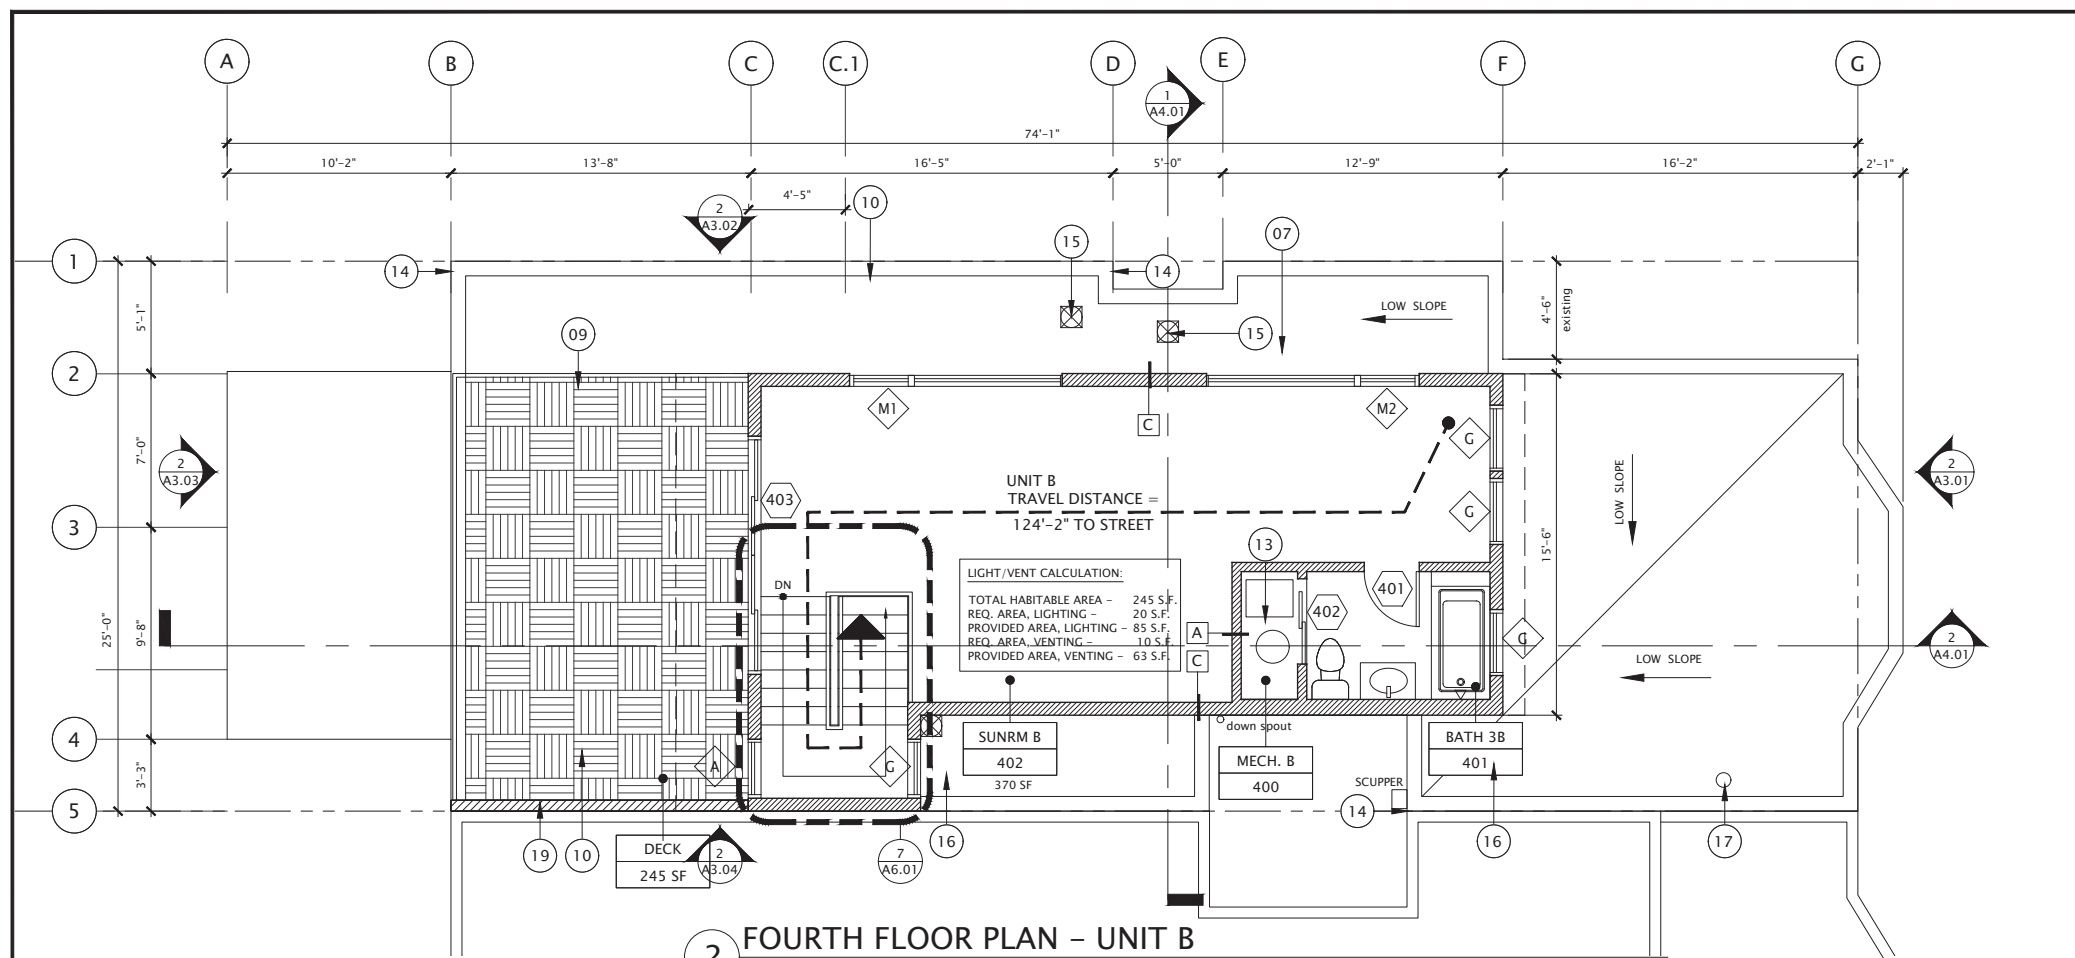 A B C C.1 D E F G
1
A4.01
74'-1"
10'-2" 13'-8" 16'-5" 5'-0" 12'-9" 16'-2" 2'-1"
4'-5"
10
2
A3.02
15
07
1
14
14
LOW SLOPE
4'-6"
existing
5'-1"
15
09
2
M1
M2
C
G
7'-0"
2
A3.03
2
A3.01
UNIT B
403
TRAVEL DISTANCE =
124'-2" TO STREET
G
LOW SLOPE
3
13
15'-6"
LIGHT/VENT CALCULATION:
DN
401
TOTAL HABITABLE AREA - 245 S.F.
REQ. AREA, LIGHTING - 20 S.F.
PROVIDED AREA, LIGHTING - 85 S.F.
REQ. AREA, VENTING - 10 S.F.
PROVIDED AREA, VENTING - 63 S.F.
402
25'-0"
9'-8"
A
C
G
2
A4.01
LOW SLOPE
down spout
4
SUNRM B
402
370 SF
MECH. B
400
BATH 3B
401
A
G
3'-3"
SCUPPER
5
14
16
19
10
DECK
245 SF
2
A3.04
7
A6.01
16
17
2
FOURTH FLOOR PLAN - UNIT B